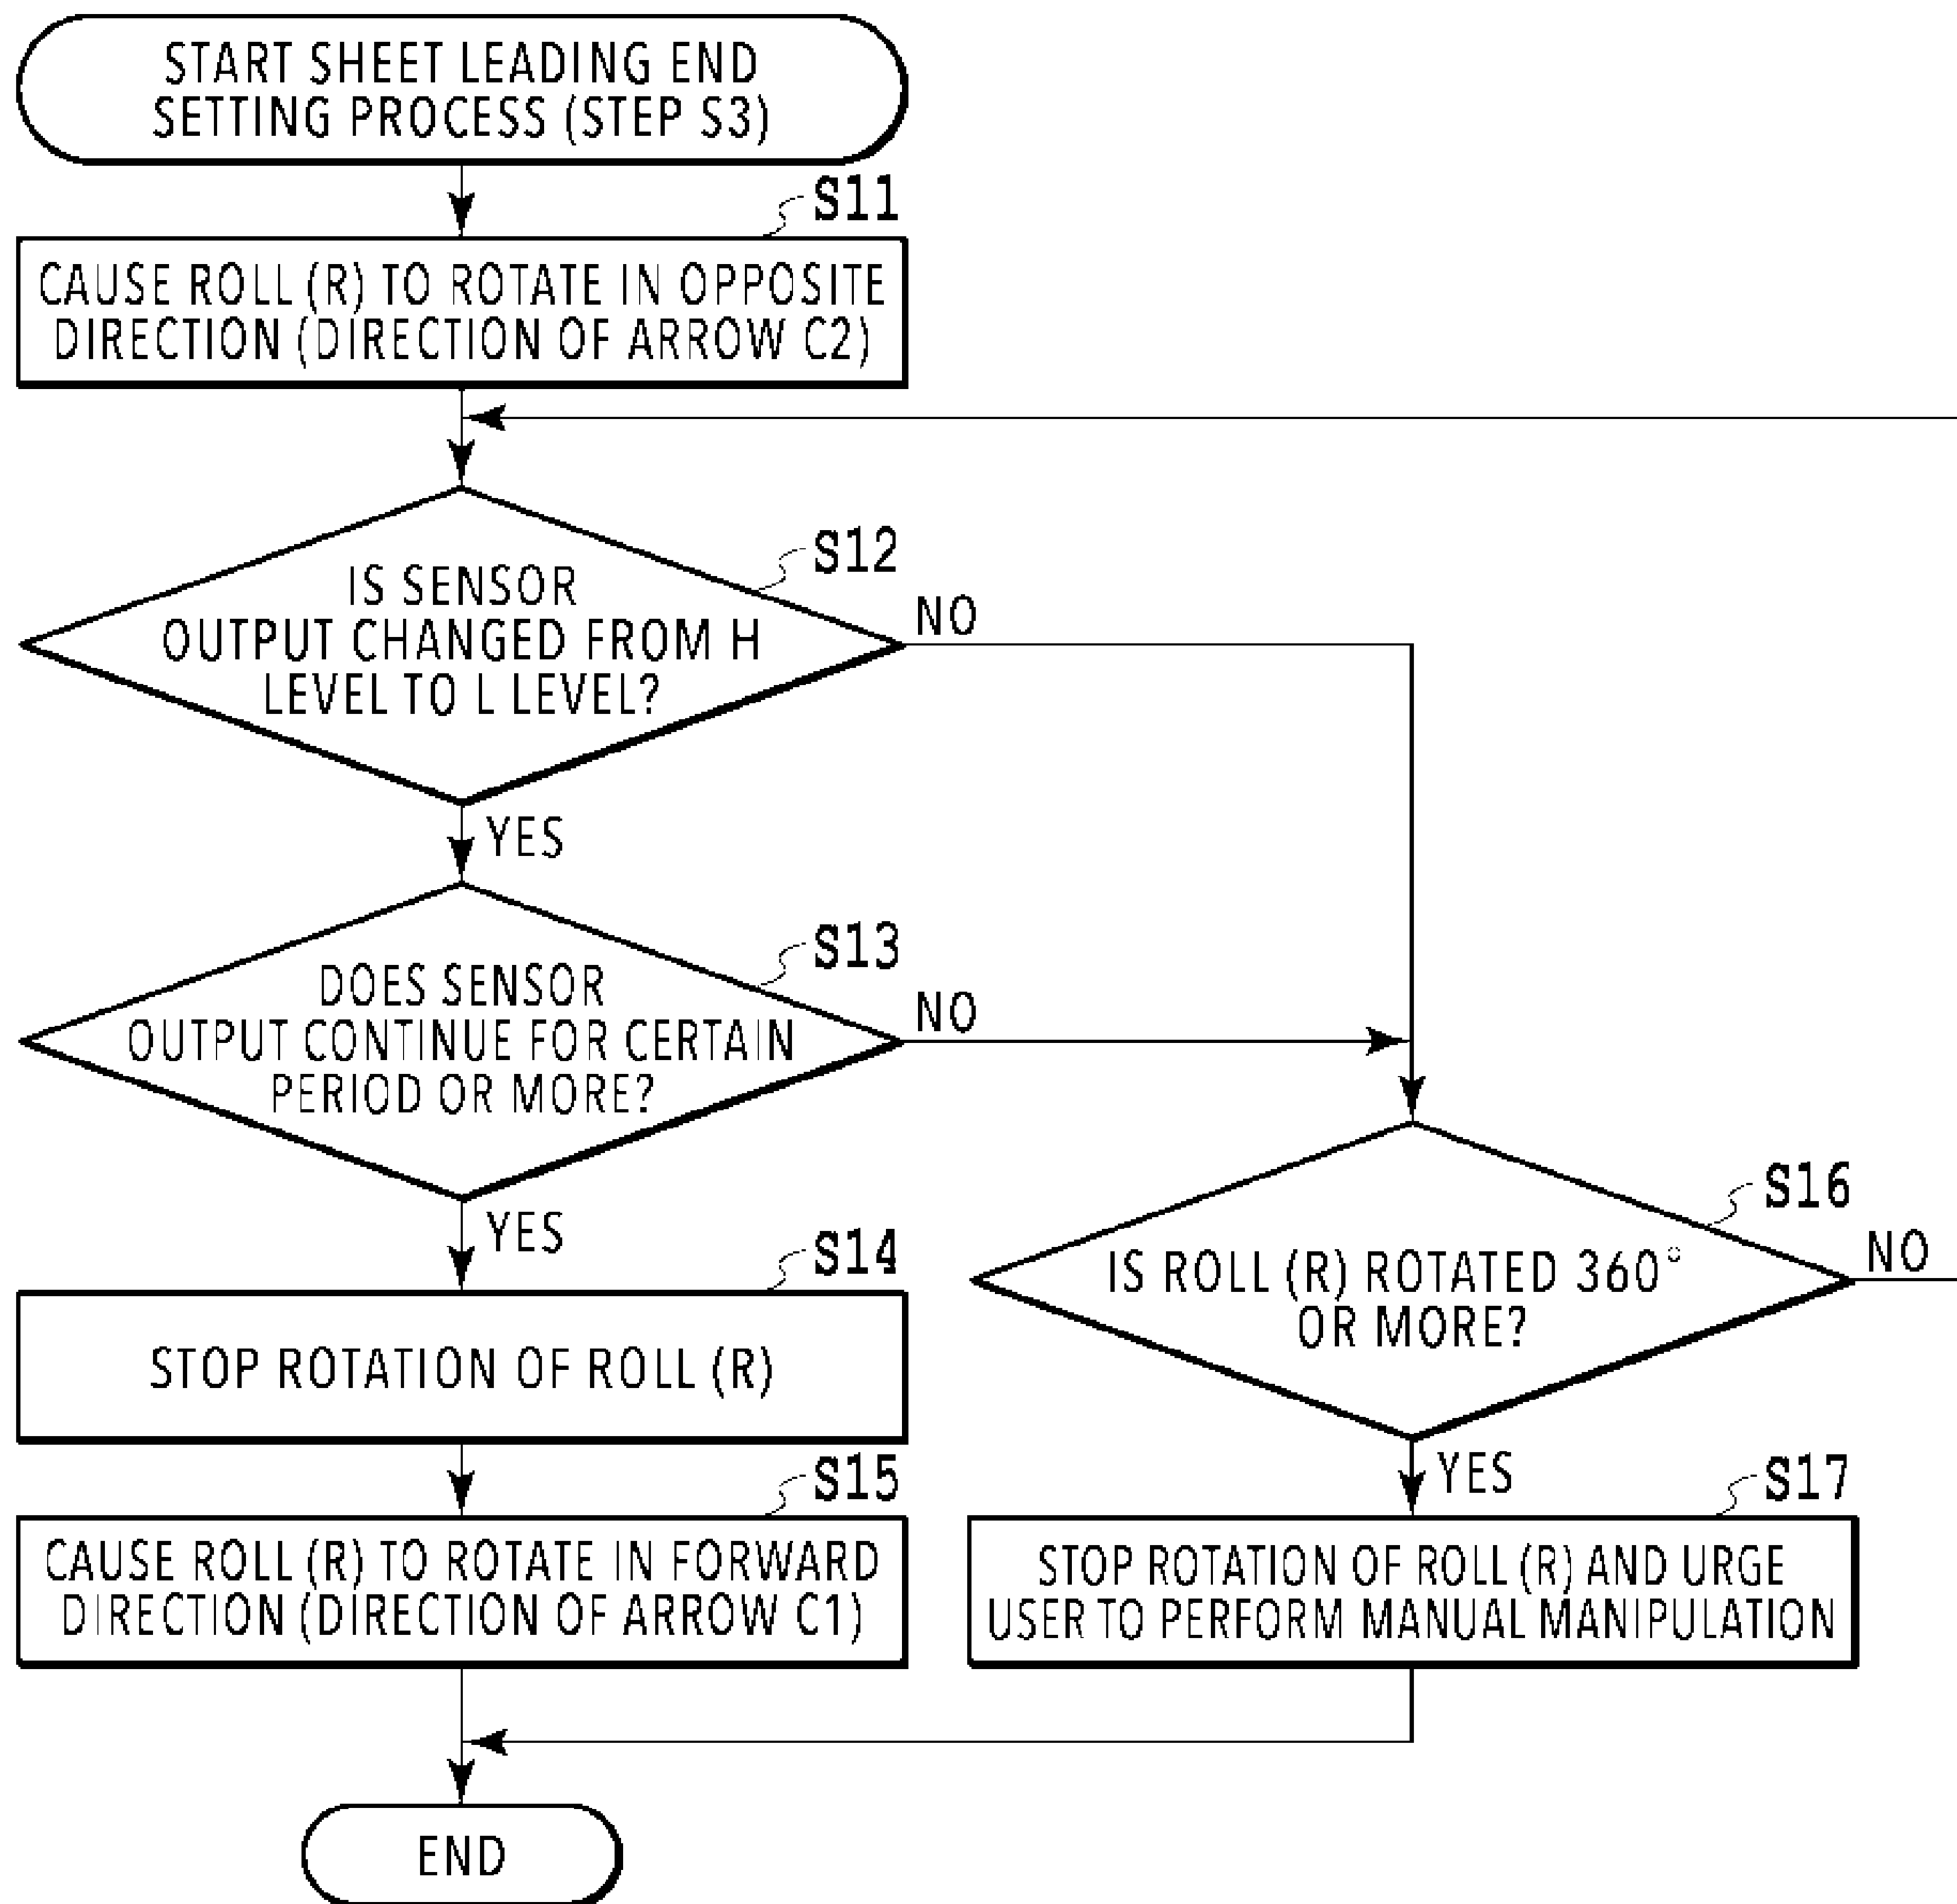 START SHEET LEADING END
SETTING PROCESS (STEP S3)
S11
CAUSE ROLL (R) TO ROTATE IN OPPOSITE
DIRECTION (DIRECTION OF ARROW C2)
S12
IS SENSOR
OUTPUT CHANGED FROM H
LEVEL TO L LEVEL?
NO
YES
S13
DOES SENSOR
OUTPUT CONTINUE FOR CERTAIN
PERIOD OR MORE?
NO
YES
S14
STOP ROTATION OF ROLL (R)
S15
CAUSE ROLL (R) TO ROTATE IN FORWARD
DIRECTION (DIRECTION OF ARROW C1)
S16
IS ROLL (R) ROTATED 360°
OR MORE?
NO
YES
S17
STOP ROTATION OF ROLL (R) AND URGE
USER TO PERFORM MANUAL MANIPULATION
END